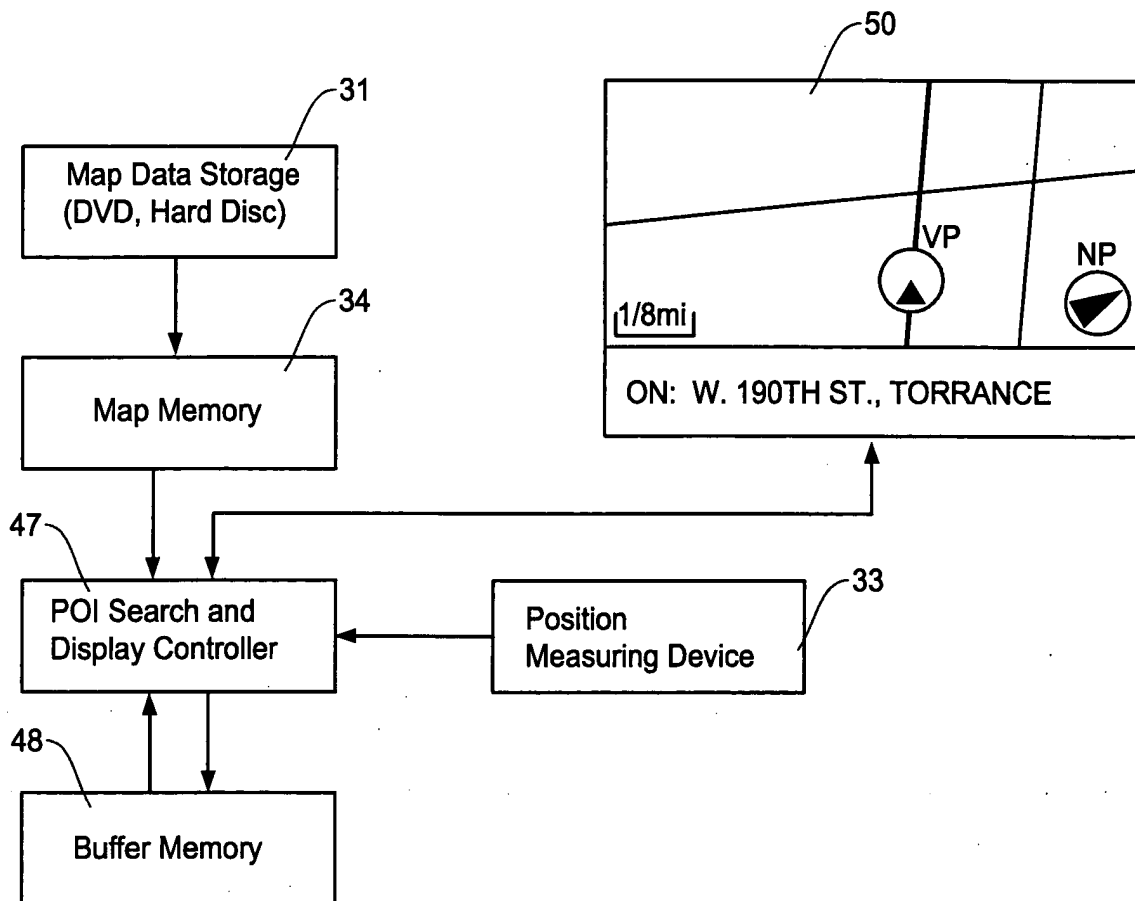 50
31
Map Data Storage
(DVD, Hard Disc)
VP
NP
1/8mi
34
Map Memory
ON: W. 190TH ST., TORRANCE
47
POI Search and
Display Controller
33
Position
Measuring Device
48
Buffer Memory